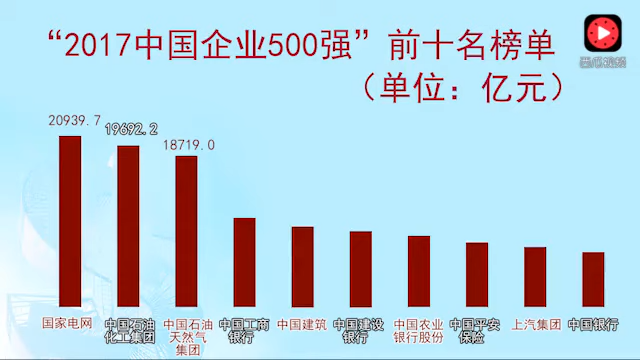 “2017中国企业500强”前十名榜单
（单位：亿元）
20939.7
19692.2
18719.0
国家电网
中国石油
化工集团
中国石油
天然气
集团
中国工商
银行
中国建筑
中国建设
银行
中国农业
银行股份
中国平安
保险
上汽集团
中国银行